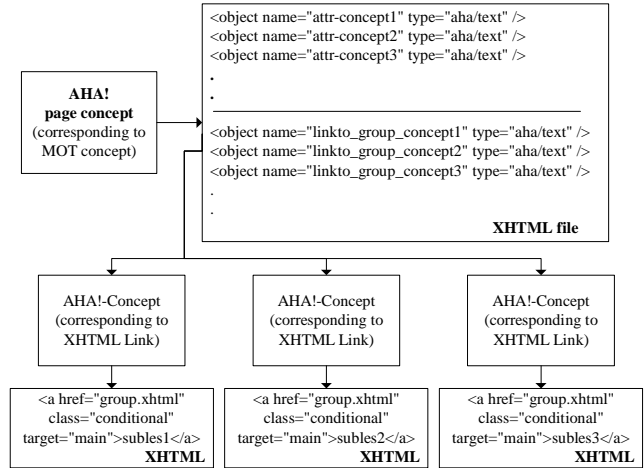 <object name="attr-concept1" type="aha/text" />
<object name="attr-concept2" type="aha/text" />
<object name="attr-concept3" type="aha/text" />
.
.
AHA!
page concept
(corresponding to
MOT concept)
<object name="linkto_group_concept1" type="aha/text" />
<object name="linkto_group_concept2" type="aha/text" />
<object name="linkto_group_concept3" type="aha/text" />
.
.
XHTML file
AHA!-Concept
(corresponding to
XHTML Link)
AHA!-Concept
(corresponding to
XHTML Link)
AHA!-Concept
(corresponding to
XHTML Link)
<a href="group.xhtml"
class="conditional"
target="main">subles1</a>
XHTML
<a href="group.xhtml"
class="conditional"
target="main">subles2</a>
XHTML
<a href="group.xhtml"
class="conditional"
target="main">subles3</a>
XHTML